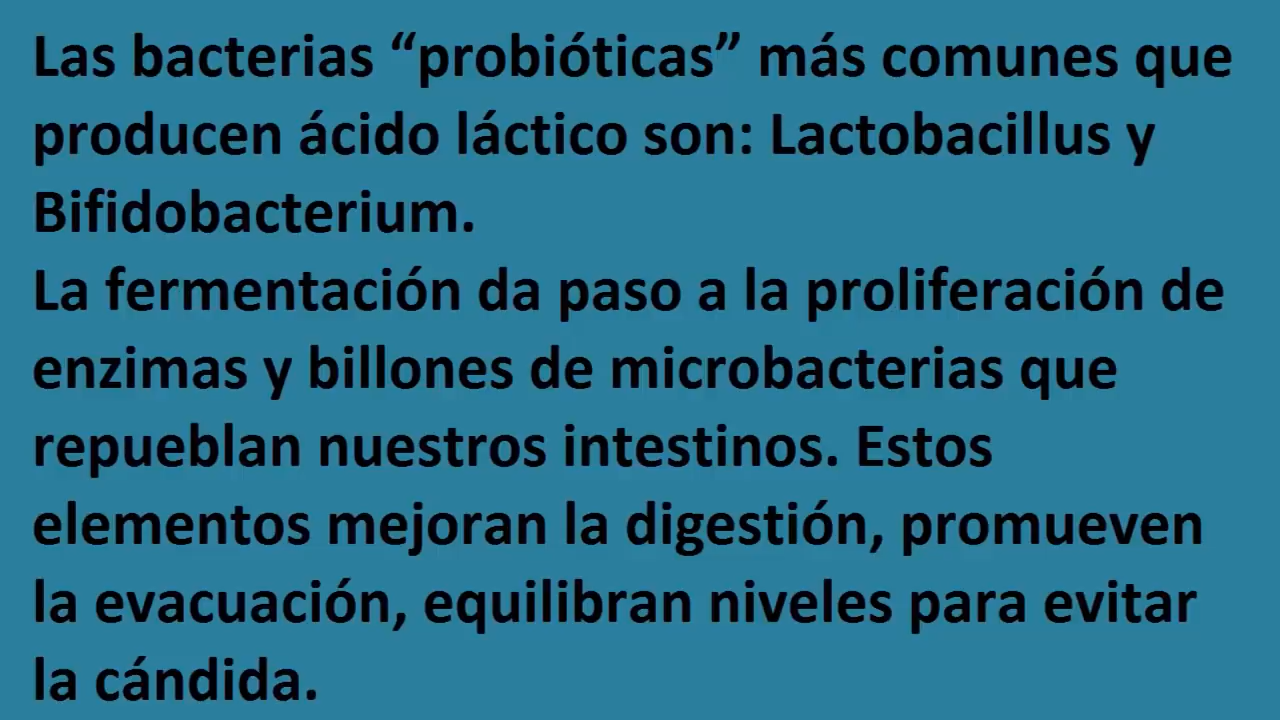 Las bacterias “probióticas” más comunes que
producen ácido láctico son: Lactobacillus y
Bifidobacterium.
La fermentación da paso a la proliferación de
enzimas y billones de microbacterias que
repueblan nuestros intestinos. Estos
elementos mejoran la digestión, promueven
la evacuación, equilibran niveles para evitar
la cándida.